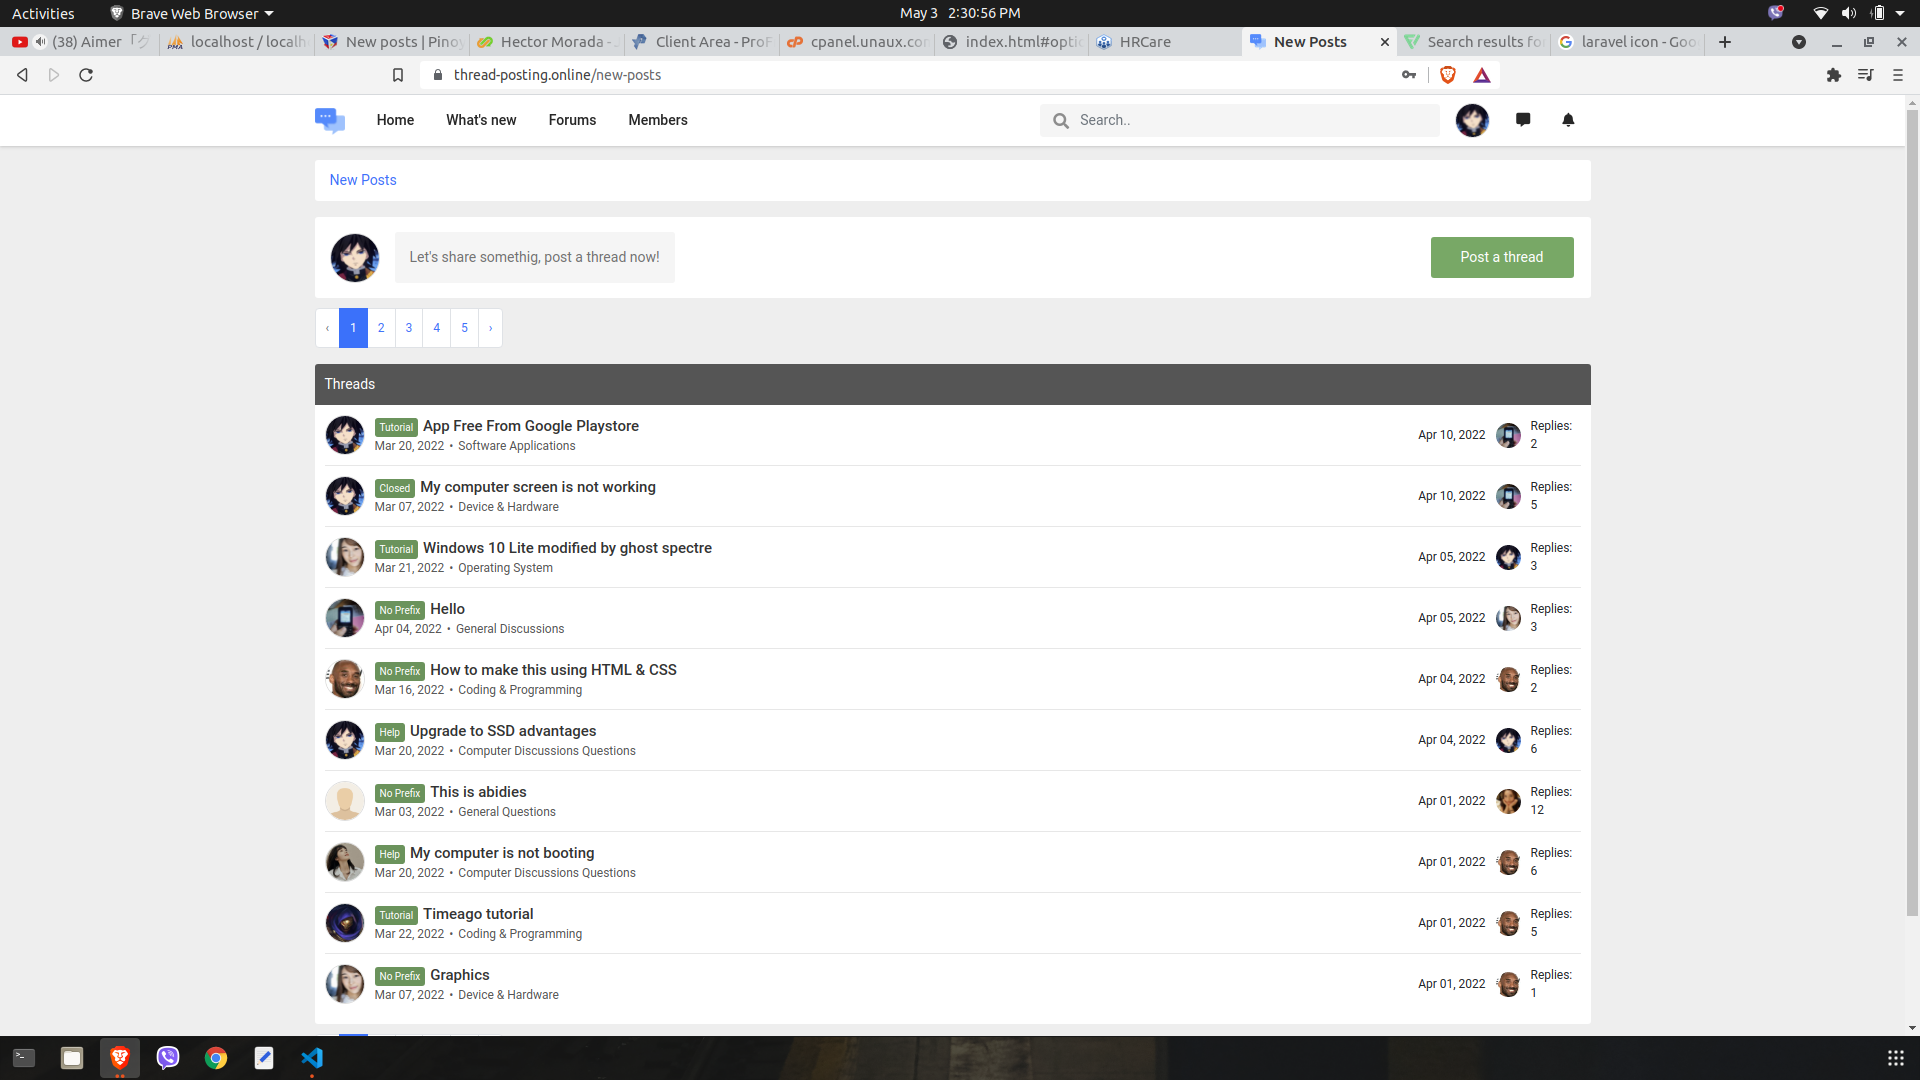 Activities
Brave Web Browser
May 3 2:30:56 PM
(38) Aimer 「ク
localhost / localh
New posts | Pinoy
Hector Morada -
Client Area - ProF
cpanel.unaux.con
index.html#optio
HRCare
New Posts
Search results fo
laravel icon - Goo
thread-posting.online/new-posts
Home
What's new
Forums
Members
Search..
New Posts
Let's share somethig, post a thread now!
Post a thread
‹ 1 2 3 4 5 ›
Threads
Tutorial App Free From Google Playstore
Mar 20, 2022 • Software Applications
Apr 10, 2022
Replies:
2
Closed My computer screen is not working
Mar 07, 2022 • Device & Hardware
Apr 10, 2022
Replies:
5
Tutorial Windows 10 Lite modified by ghost spectre
Mar 21, 2022 • Operating System
Apr 05, 2022
Replies:
3
No Prefix Hello
Apr 04, 2022 • General Discussions
Apr 05, 2022
Replies:
3
No Prefix How to make this using HTML & CSS
Mar 16, 2022 • Coding & Programming
Apr 04, 2022
Replies:
2
Help Upgrade to SSD advantages
Mar 20, 2022 • Computer Discussions Questions
Apr 04, 2022
Replies:
6
No Prefix This is abidies
Mar 03, 2022 • General Questions
Apr 01, 2022
Replies:
12
Help My computer is not booting
Mar 20, 2022 • Computer Discussions Questions
Apr 01, 2022
Replies:
6
Tutorial Timeago tutorial
Mar 22, 2022 • Coding & Programming
Apr 01, 2022
Replies:
5
No Prefix Graphics
Mar 07, 2022 • Device & Hardware
Apr 01, 2022
Replies:
1